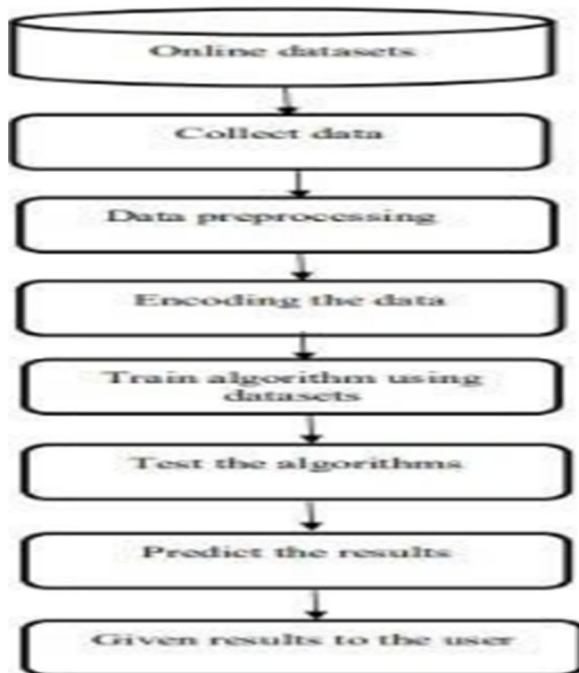 Online datasets
Collect data
Data preprocessing
Encoding the data
Train algorithm using
datasets
Test the algorithms
Predict the results
Given results to the user